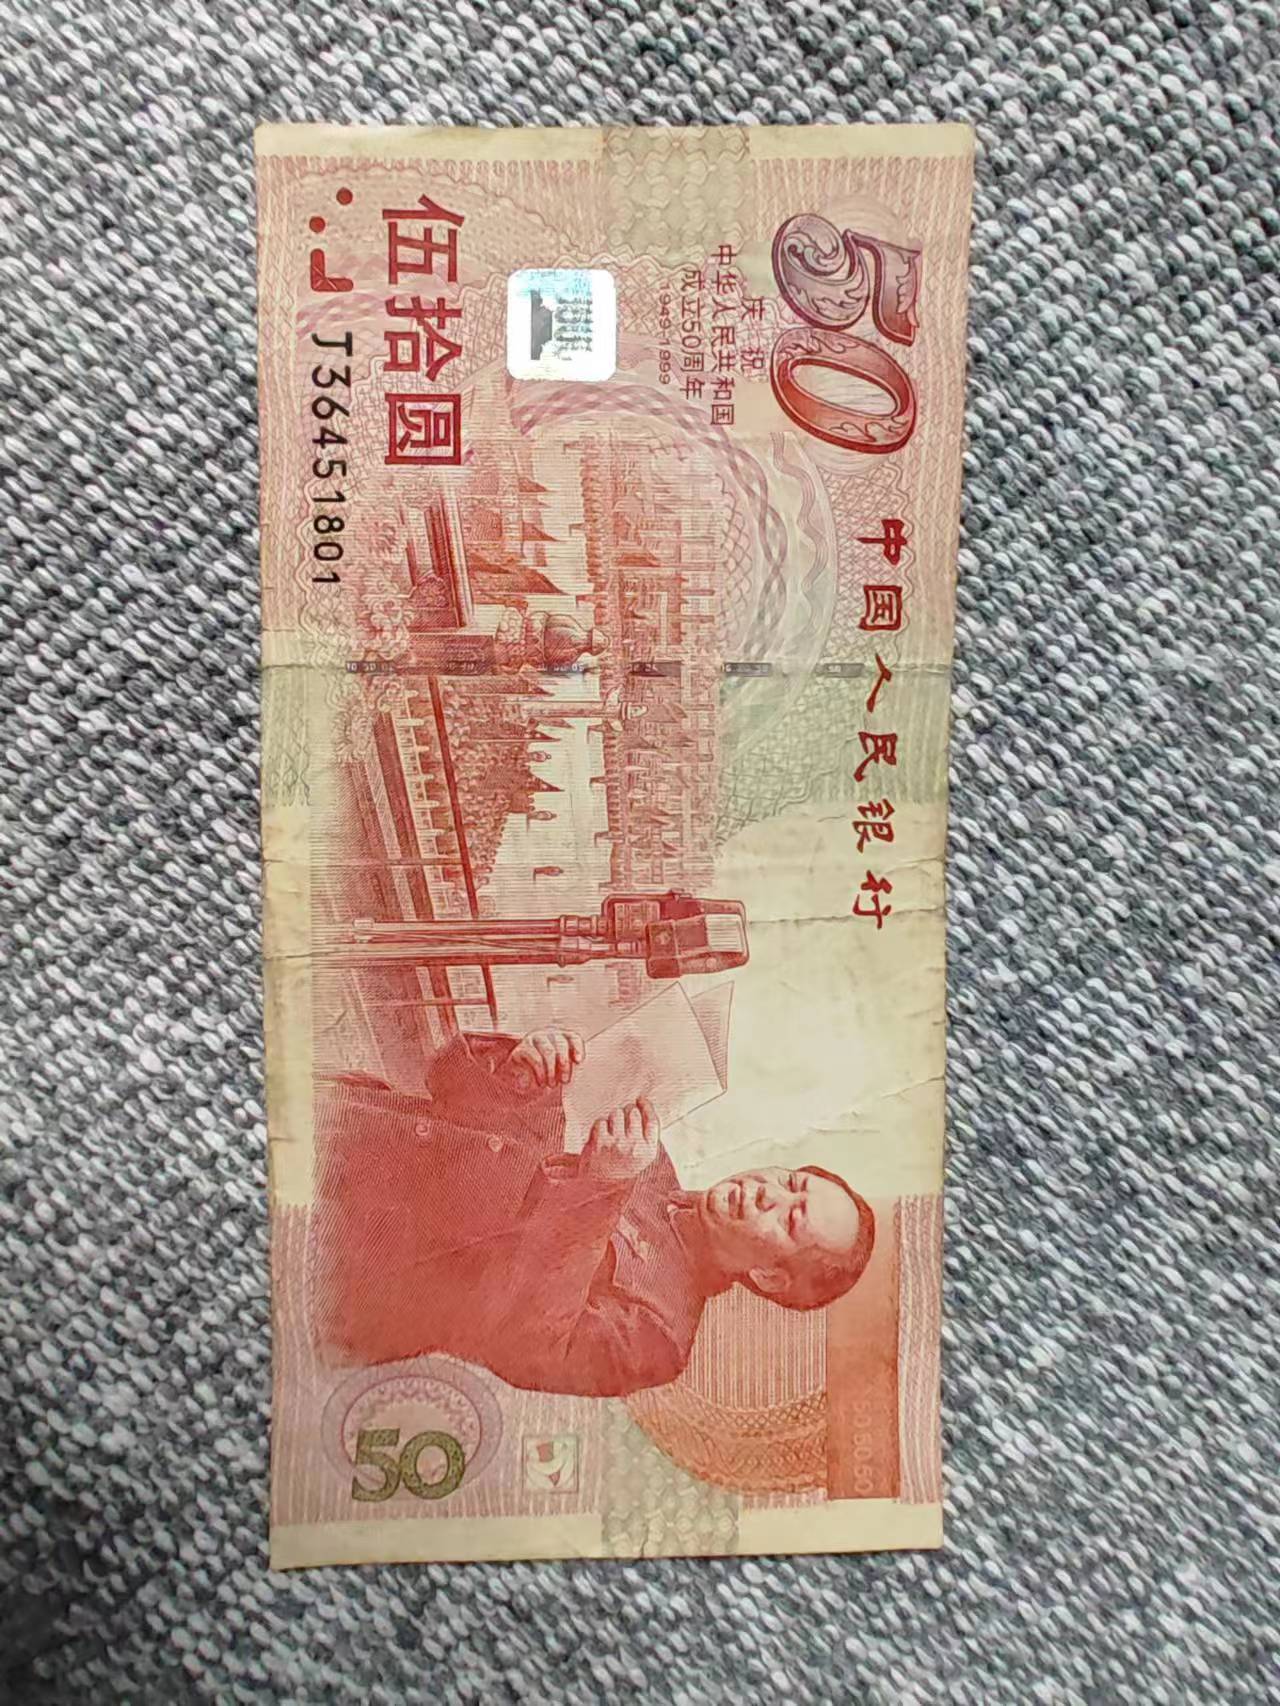 50
中国人民银行
庆祝
中华人民共和国
成立50周年
1949-1999
伍拾圆
J36451801
50